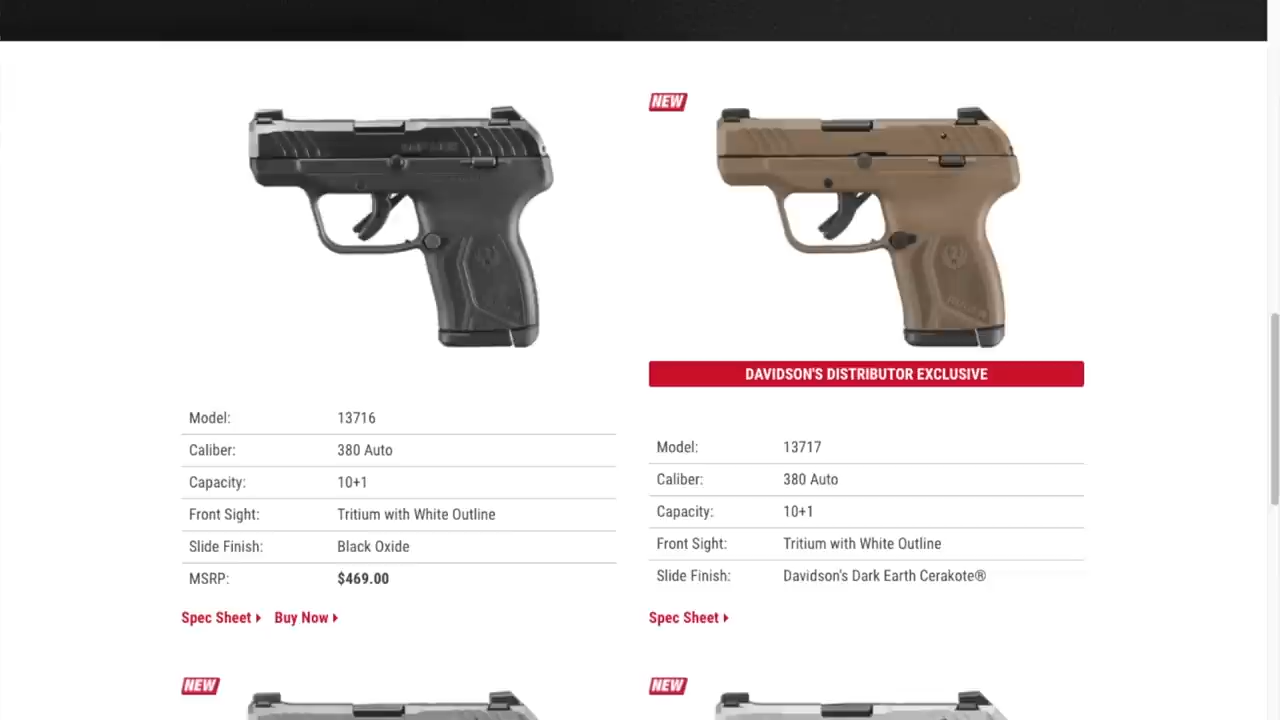 NEW
DAVIDSON'S DISTRIBUTOR EXCLUSIVE
Model: 13716
Caliber: 380 Auto
Capacity: 10+1
Front Sight: Tritium with White Outline
Slide Finish: Black Oxide
MSRP: $469.00
Spec Sheet Buy Now
Model: 13717
Caliber: 380 Auto
Capacity: 10+1
Front Sight: Tritium with White Outline
Slide Finish: Davidson's Dark Earth Cerakote®
Spec Sheet
NEW
NEW